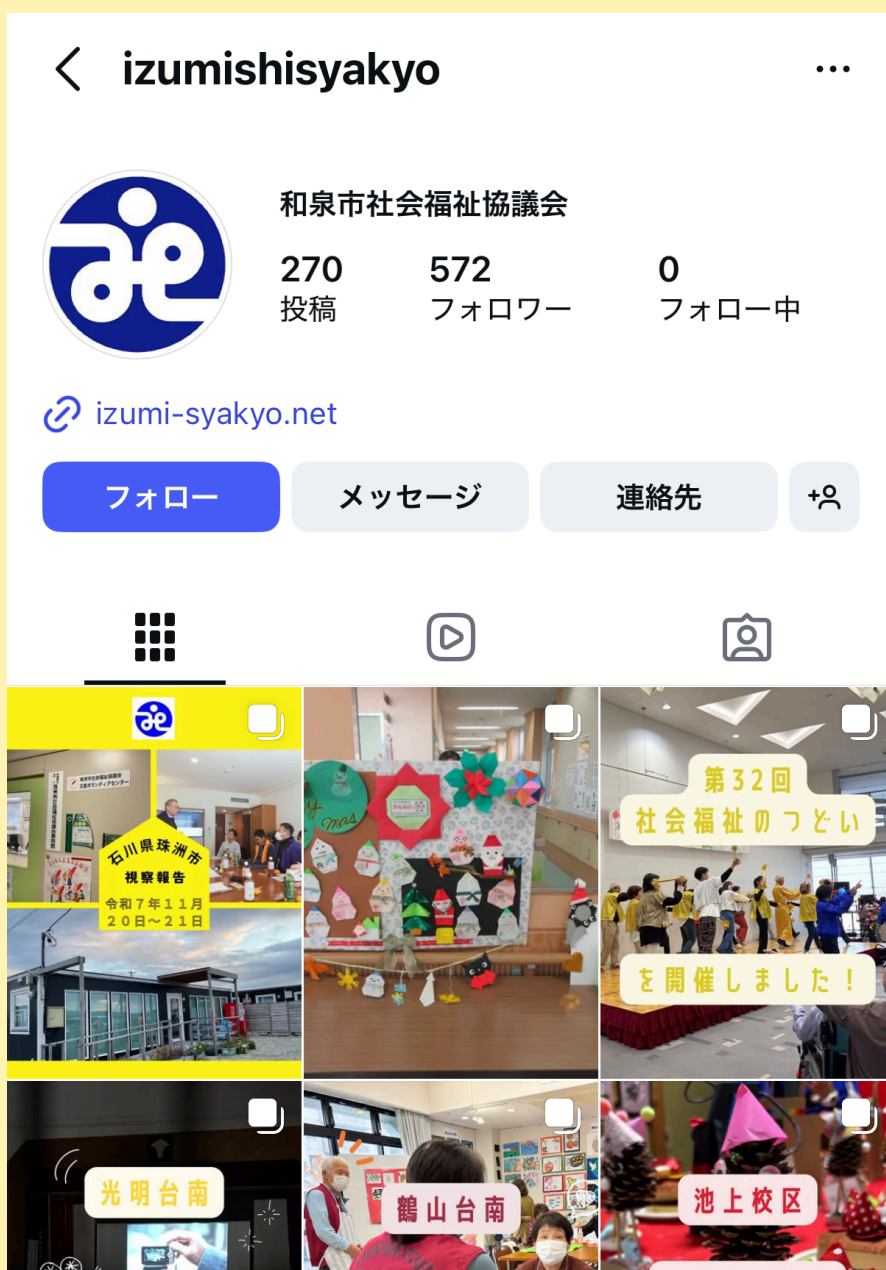 izumishisyakyo
和泉市社会福祉協議会
270
投稿
572
フォロワー
0
フォロー中
izumi-syakyo.net
フォロー
メッセージ
連絡先
石川県珠洲市
視察報告
令和7年11月
20日~21日
第32回
社会福祉のつどい
を開催しました!
光明台南
鶴山台南
池上校区